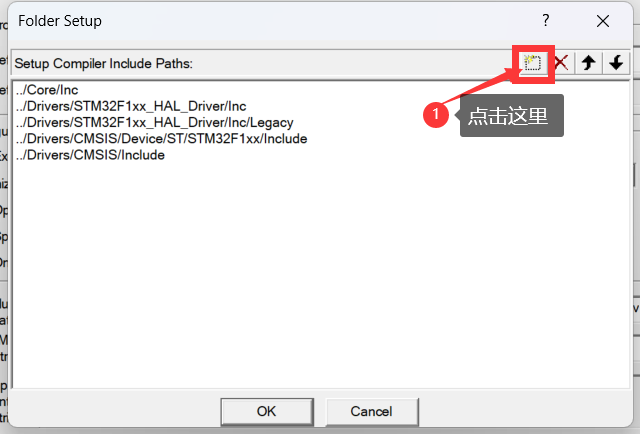 Folder Setup
?
Setup Compiler Include Paths:
../Core/Inc
../Drivers/STM32F1xx_HAL_Driver/Inc
../Drivers/STM32F1xx_HAL_Driver/Inc/Legacy
../Drivers/CMSIS/Device/ST/STM32F1xx/Include
../Drivers/CMSIS/Include
1
点击这里
OK
Cancel